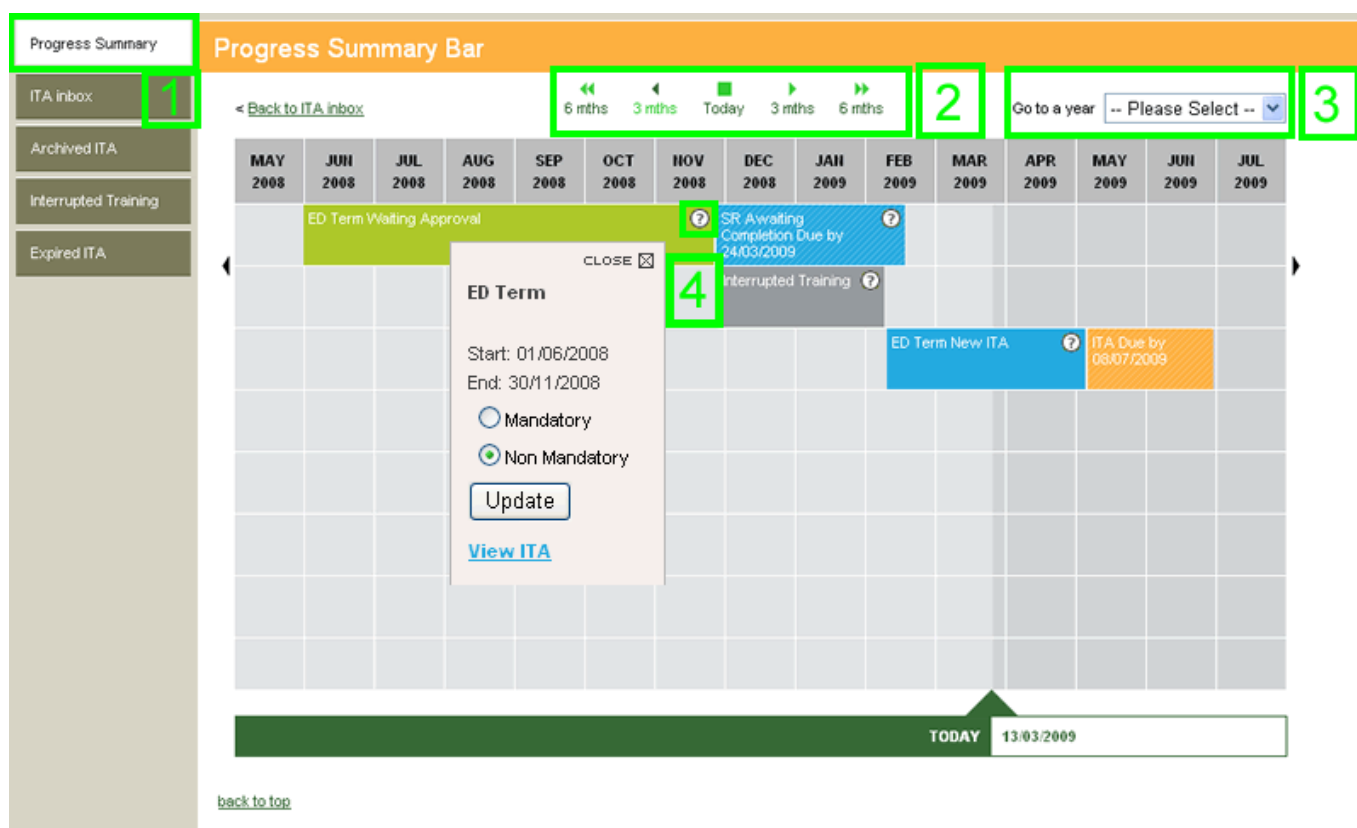 Progress Summary
Progress Summary Bar
ITA inbox
1
Archived ITA
Interrupted Training
Expired ITA
< Back to ITA inbox
6 mths 3 mths Today 3 mths 6 mths
2
Go to a year -- Please Select --
3
MAY 2008
JUN 2008
JUL 2008
AUG 2008
SEP 2008
OCT 2008
NOV 2008
DEC 2008
JAN 2009
FEB 2009
MAR 2009
APR 2009
MAY 2009
JUN 2009
JUL 2009
ED Term Waiting Approval ?
SR Awaiting ?
Completion Due by
24/03/2009
Interrupted Training ?
ED Term New ITA ?
ITA Due by
08/07/2009
CLOSE
4
ED Term
Start: 01/06/2008
End: 30/11/2008
Mandatory
Non Mandatory
Update
View ITA
TODAY 13/03/2009
back to top